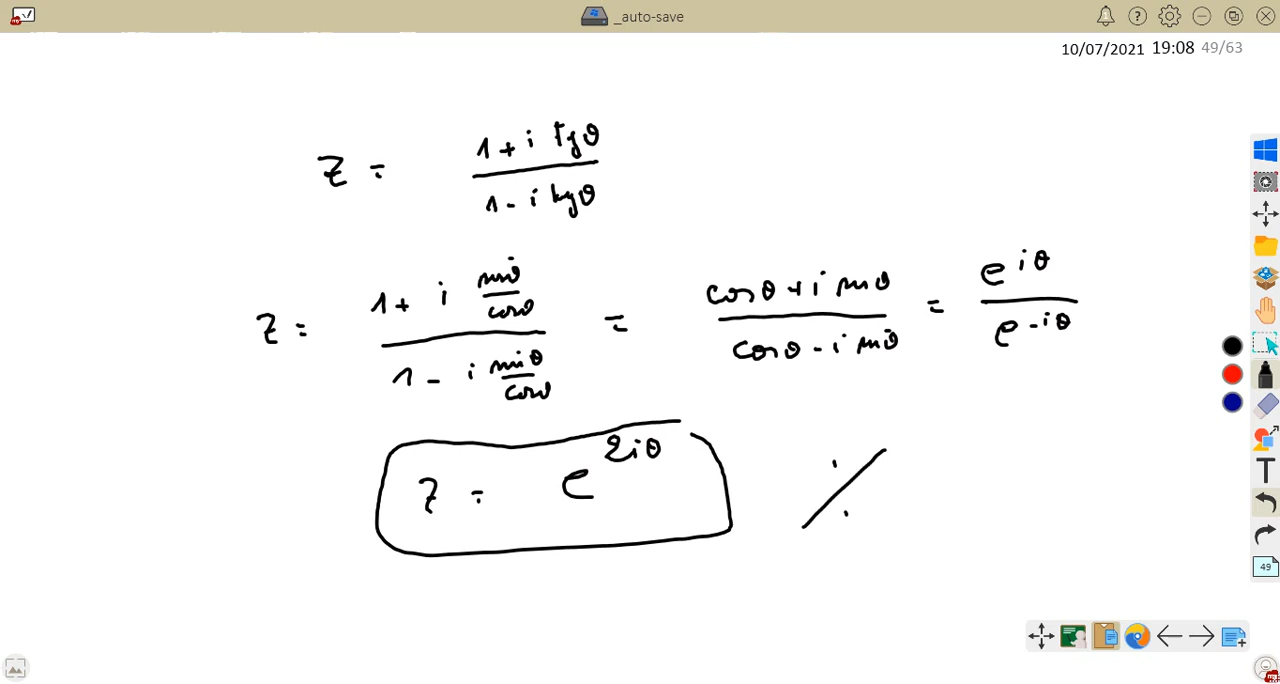 _auto-save
10/07/2021 19:08 49/63
z = (1 + i tgθ)/(1 - i tgθ)
z = (1 + i sinθ/cosθ)/(1 - i sinθ/cosθ) = (cosθ + i sinθ)/(cosθ - i sinθ) = e^{iθ}/e^{-iθ}
z = e^{2iθ}
T
49